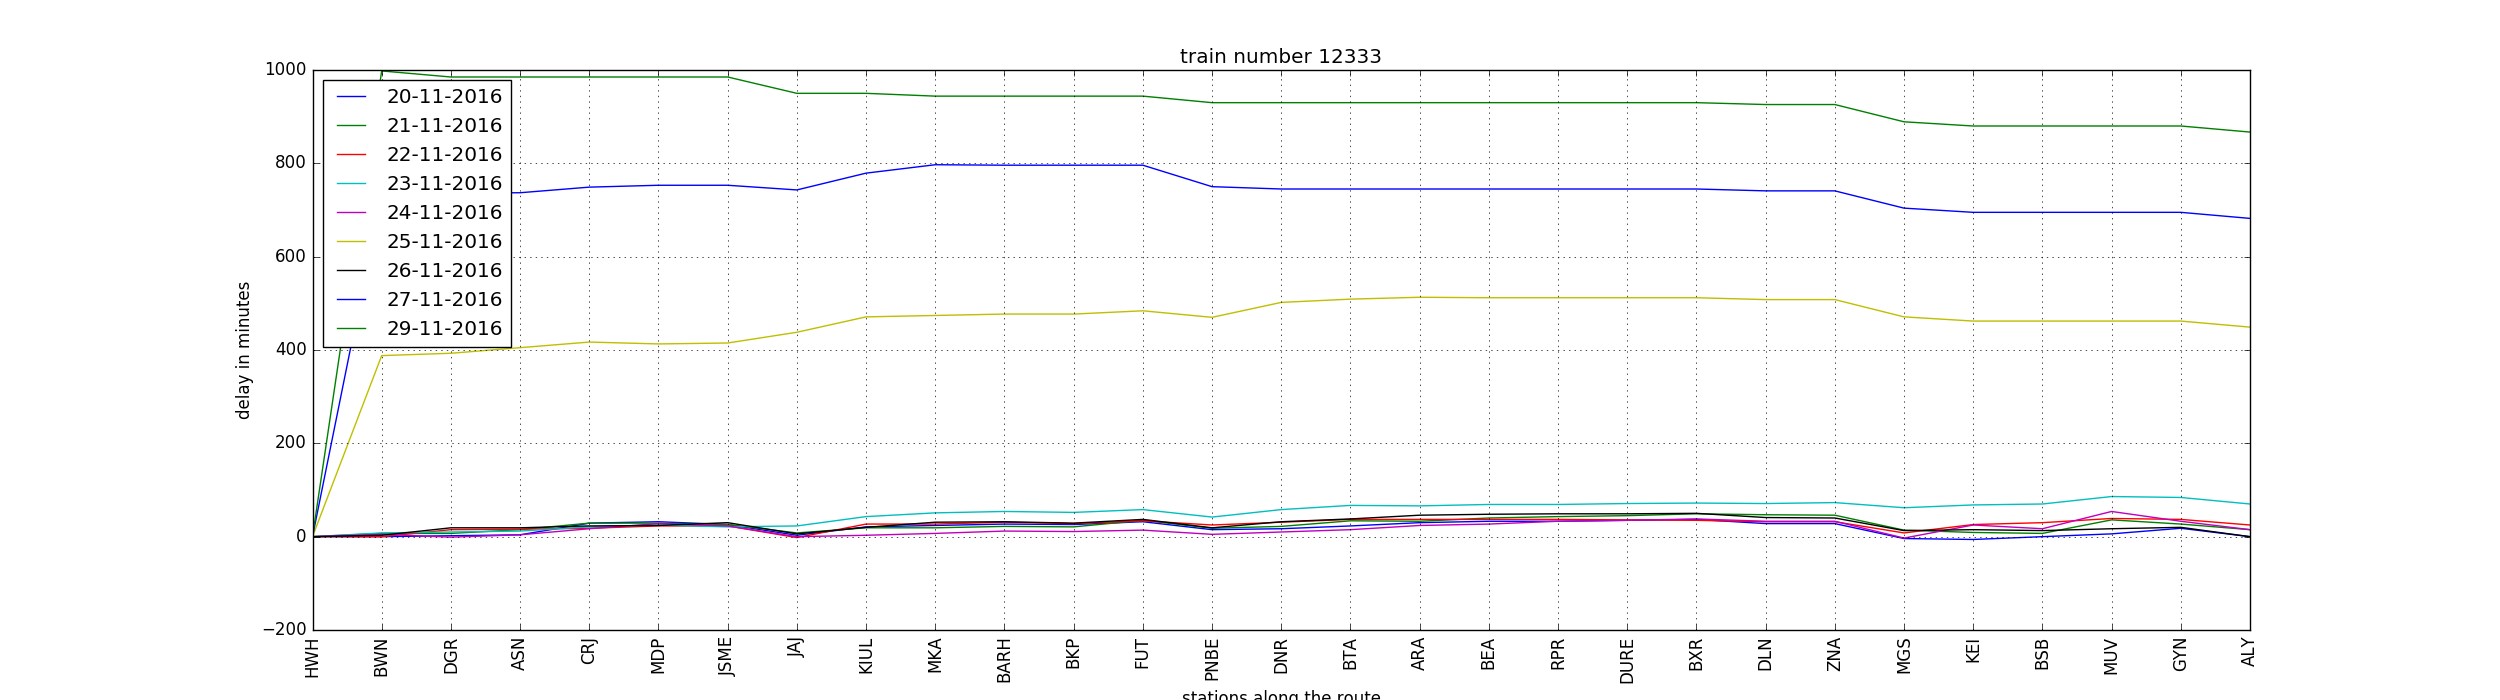 train number 12333
1000
800
600
400
200
0
−200
delay in minutes
20-11-2016
21-11-2016
22-11-2016
23-11-2016
24-11-2016
25-11-2016
26-11-2016
27-11-2016
29-11-2016
HWH
BWN
DGR
ASN
CRJ
MDP
JSME
JAJ
KIUL
MKA
BARH
BKP
FUT
PNBE
DNR
BTA
ARA
BEA
RPR
DURE
BXR
DLN
ZNA
MGS
KEI
BSB
MUV
GYN
ALY
stations along the route